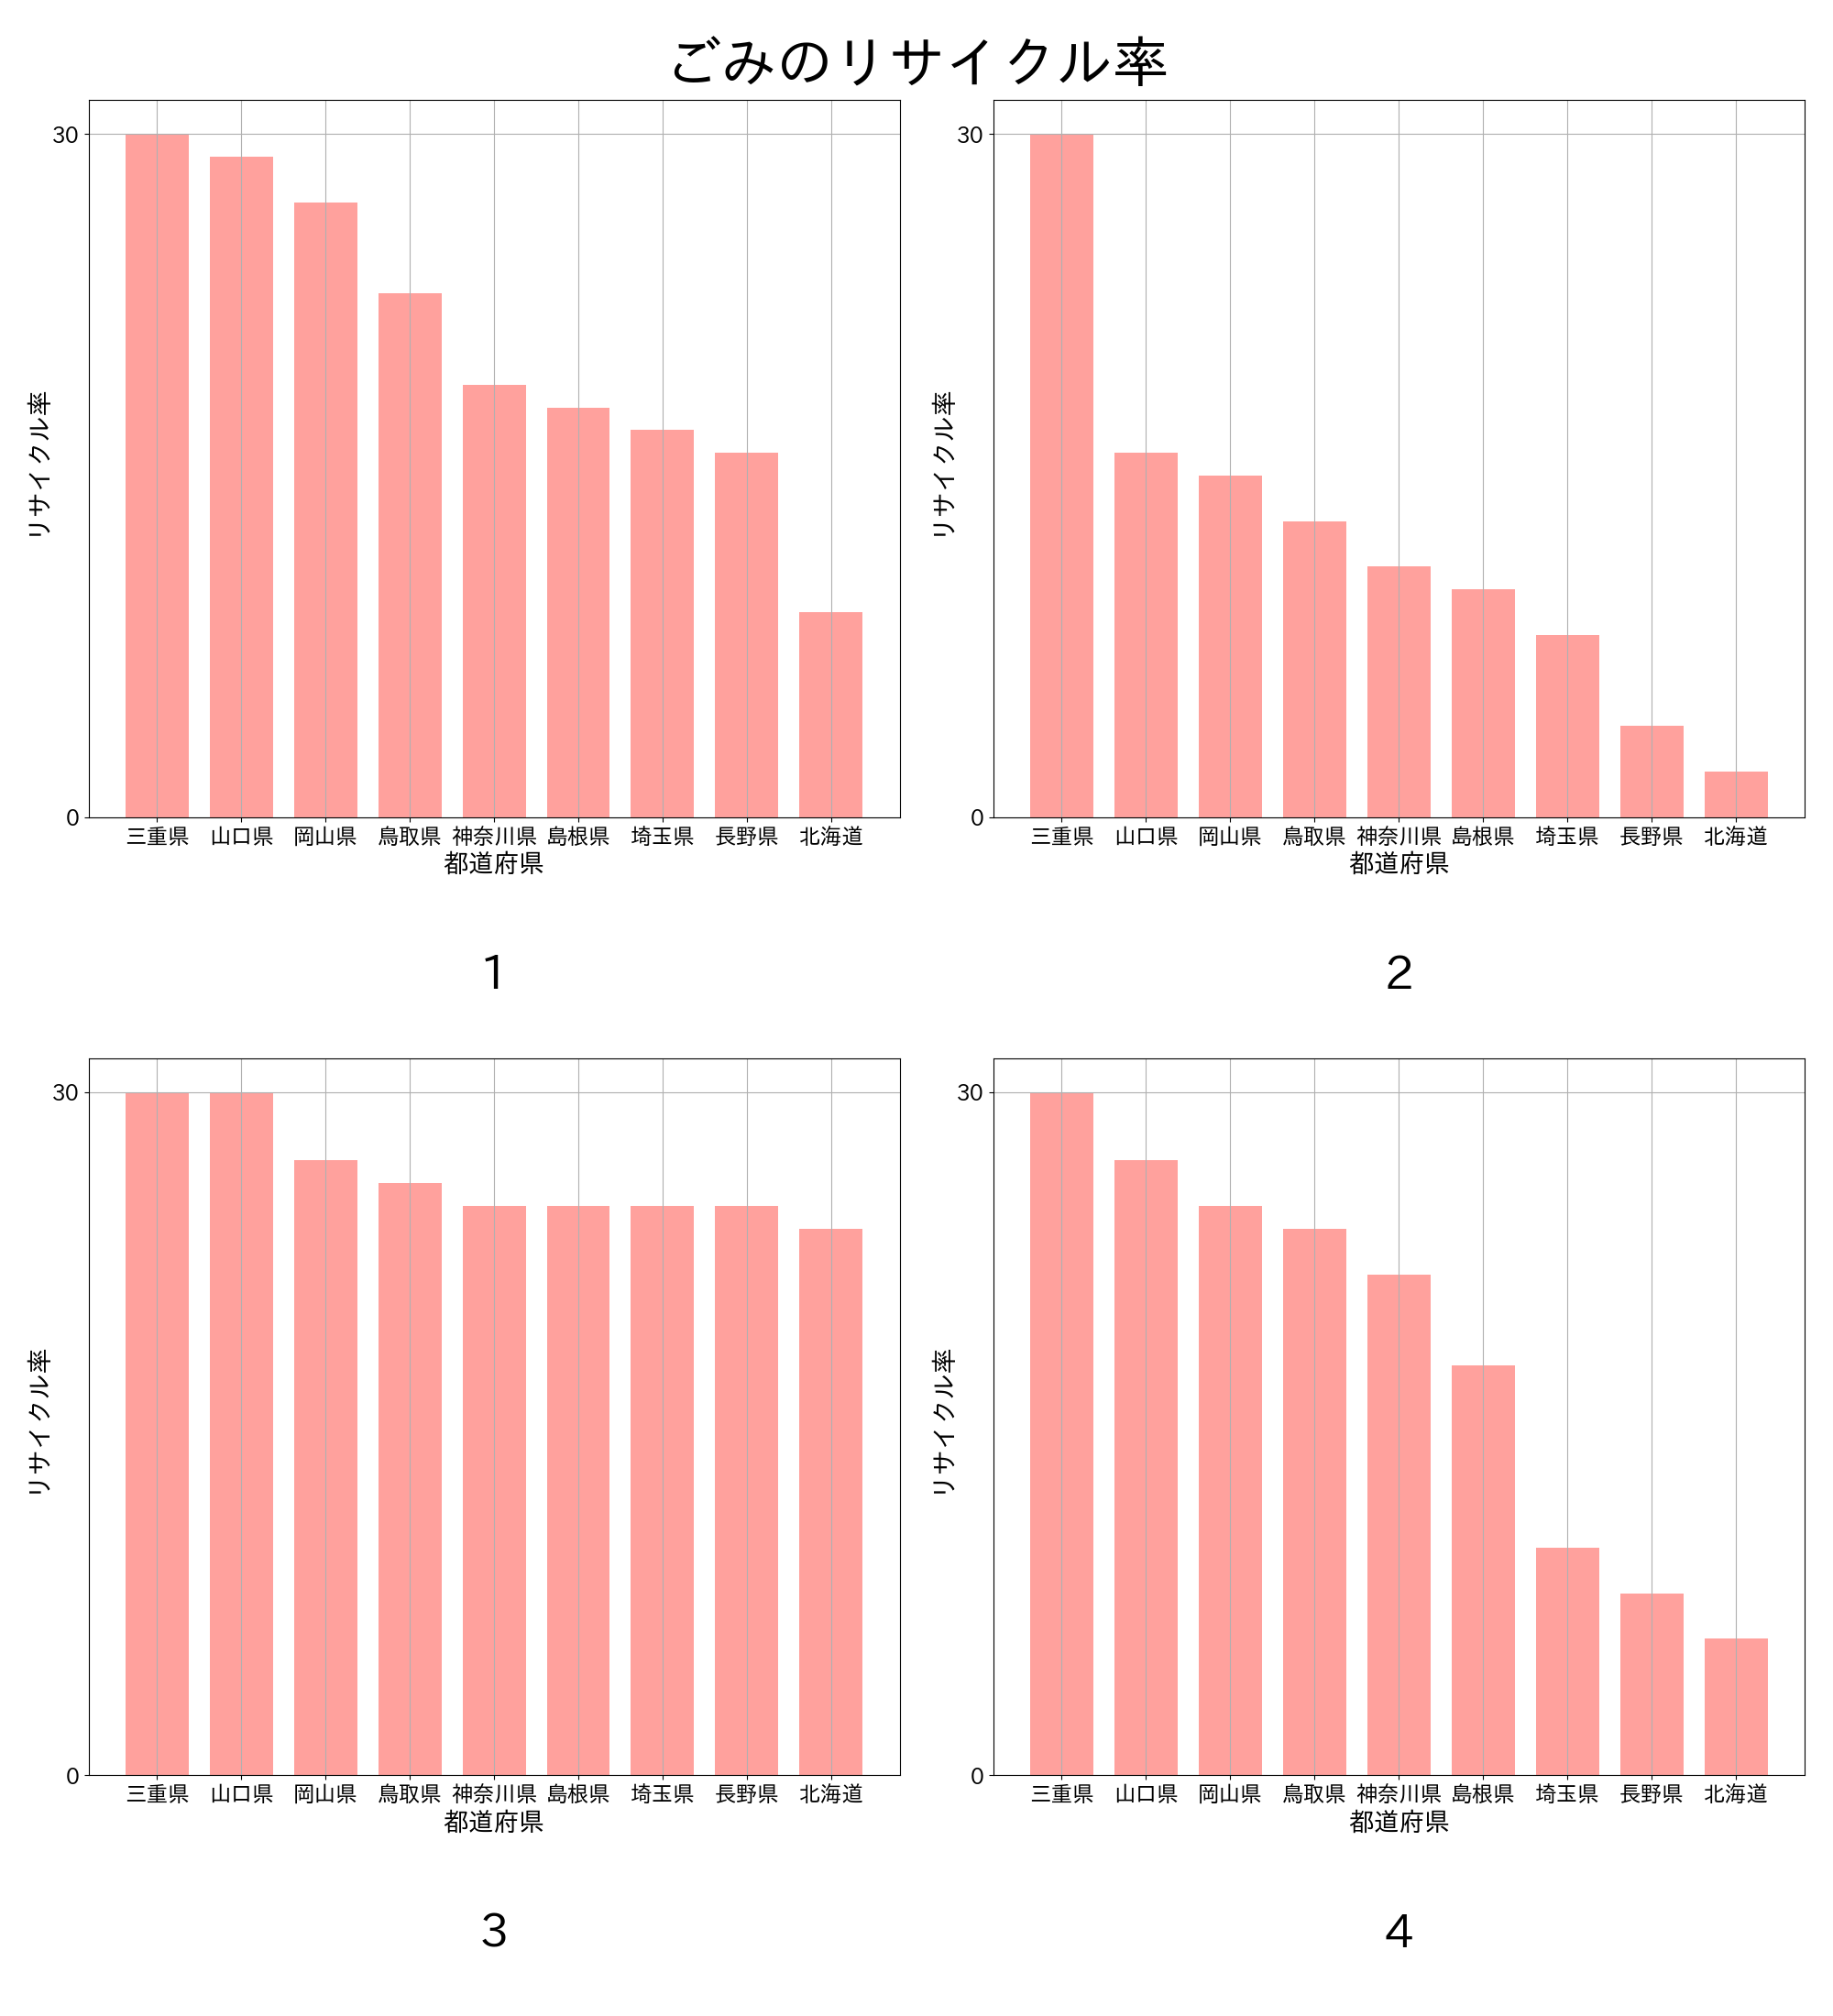 ごみのリサイクル率
30
0
リサイクル率
三重県 山口県 岡山県 鳥取県 神奈川県 島根県 埼玉県 長野県 北海道
都道府県
1
30
0
リサイクル率
三重県 山口県 岡山県 鳥取県 神奈川県 島根県 埼玉県 長野県 北海道
都道府県
2
30
0
リサイクル率
三重県 山口県 岡山県 鳥取県 神奈川県 島根県 埼玉県 長野県 北海道
都道府県
3
30
0
リサイクル率
三重県 山口県 岡山県 鳥取県 神奈川県 島根県 埼玉県 長野県 北海道
都道府県
4